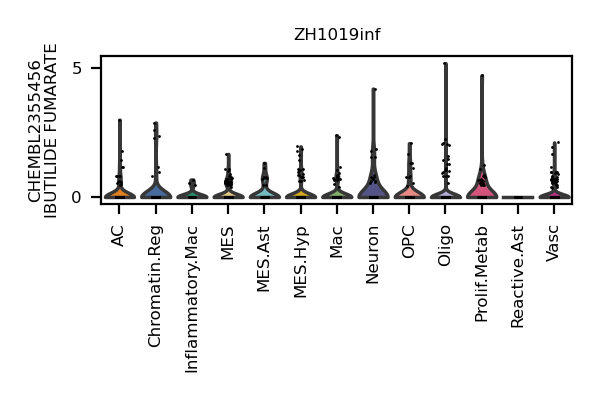 ZH1019inf
CHEMBL2355456
IBUTILIDE FUMARATE
5
0
AC
Chromatin.Reg
Inflammatory.Mac
MES
MES.Ast
MES.Hyp
Mac
Neuron
OPC
Oligo
Prolif.Metab
Reactive.Ast
Vasc